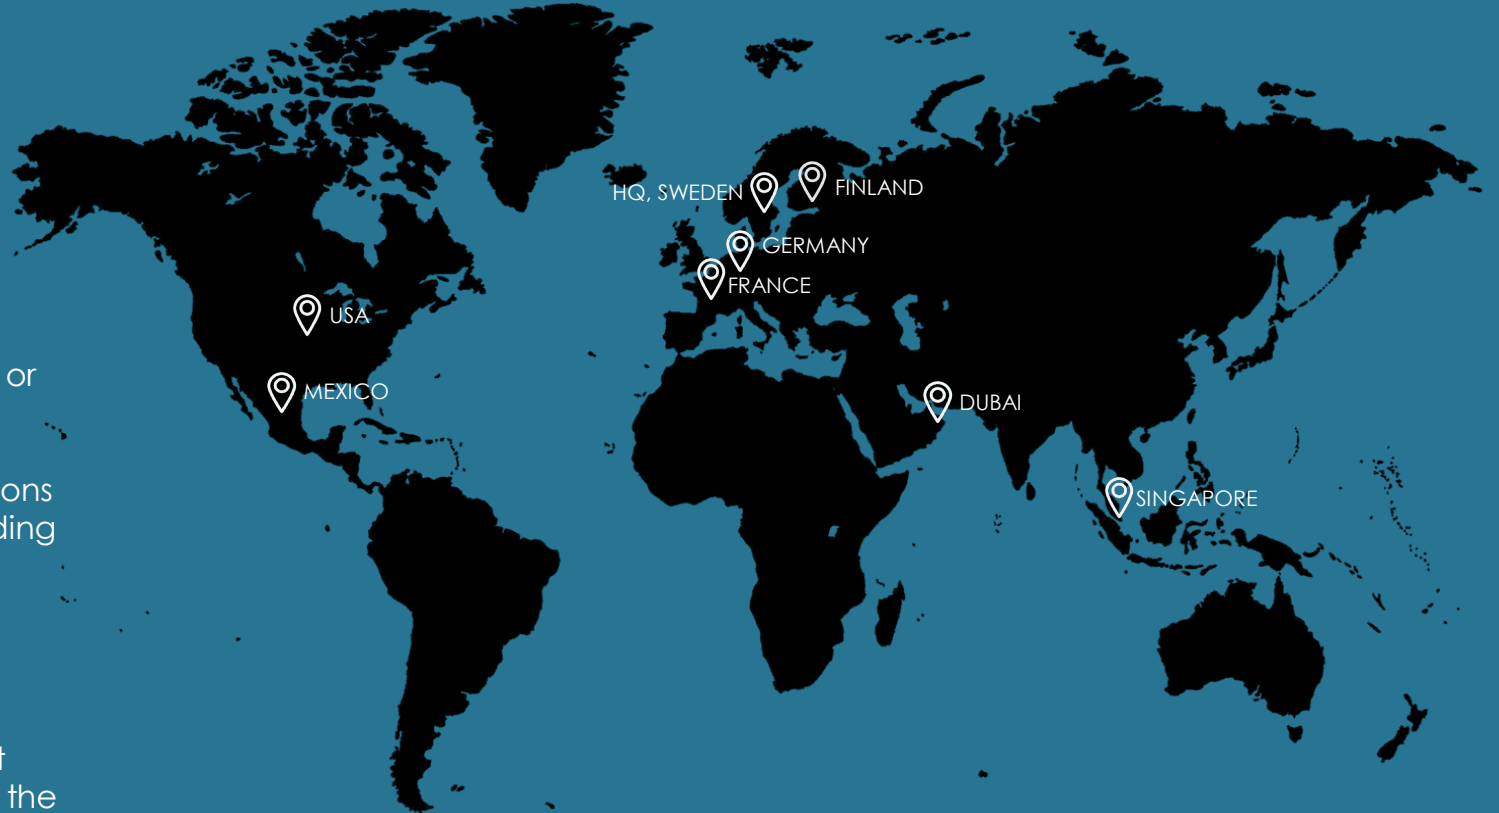 or
ons
ding
t
the
HQ, SWEDEN
FINLAND
GERMANY
FRANCE
USA
MEXICO
DUBAI
SINGAPORE